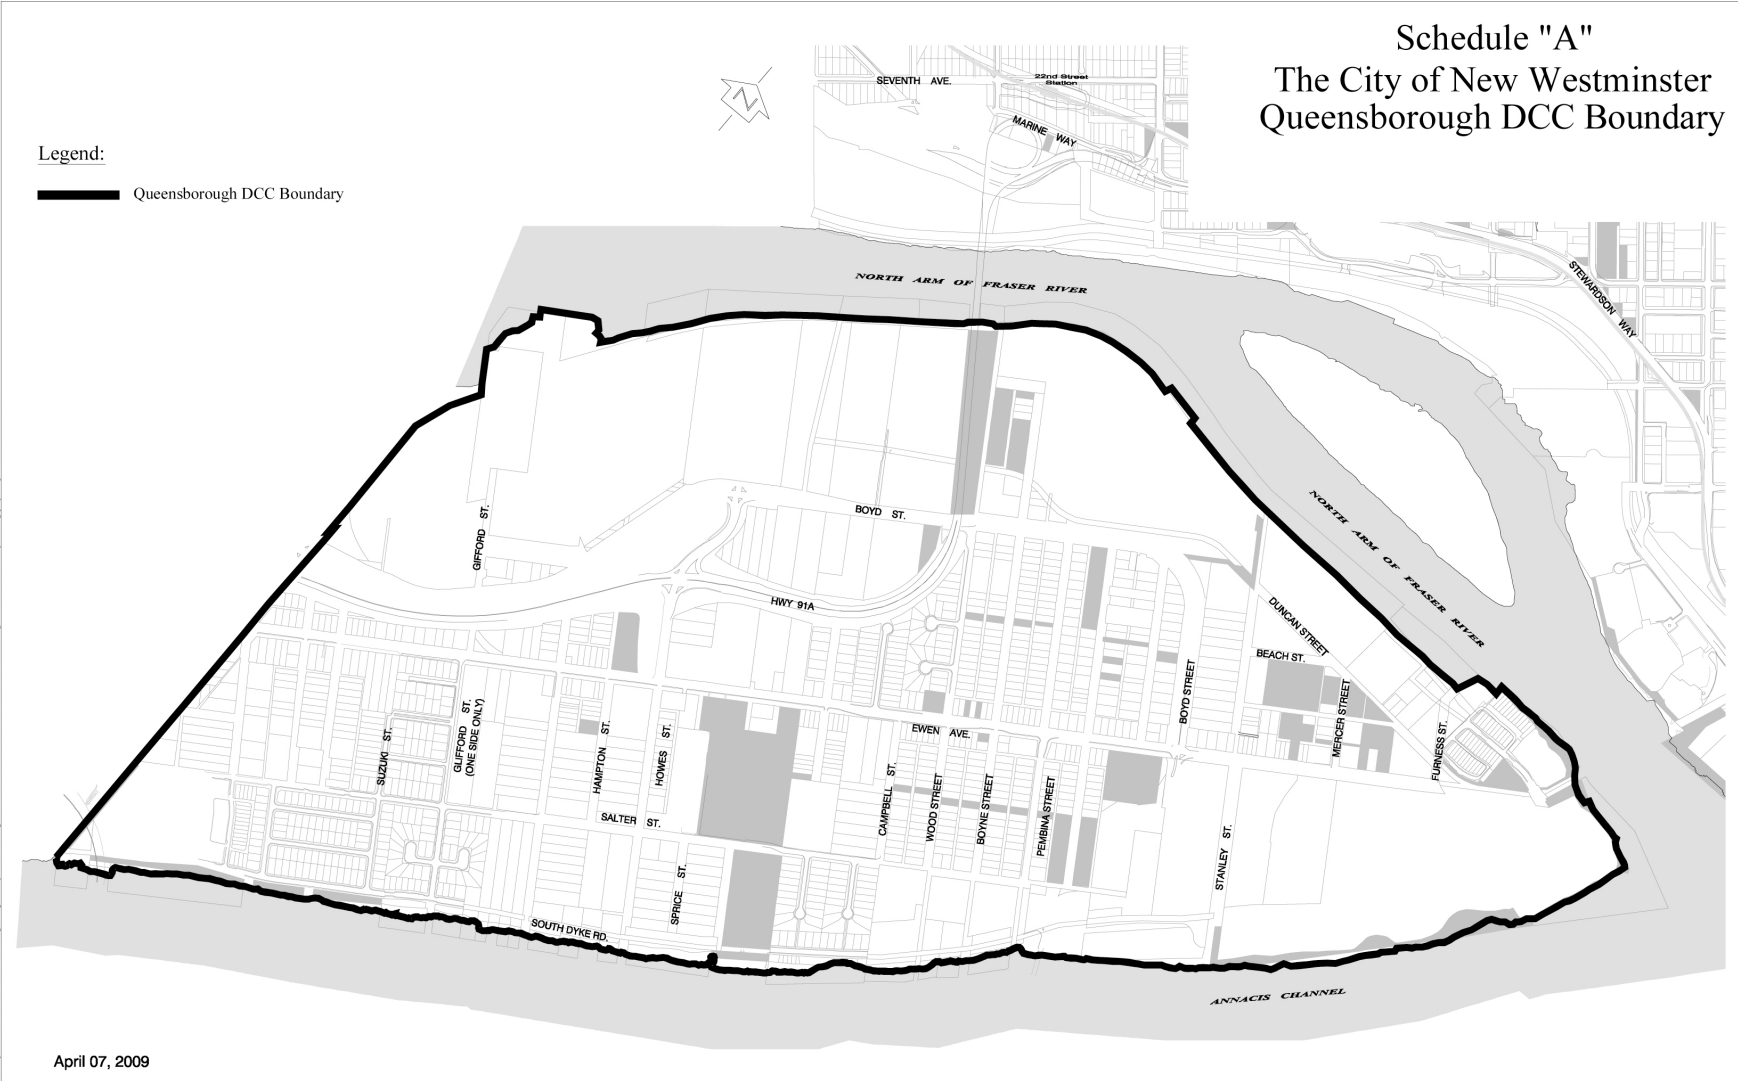 Schedule "A"
The City of New Westminster
Queensborough DCC Boundary
Legend:
Queensborough DCC Boundary
N
SEVENTH AVE.
22nd Street
Station
MARINE WAY
STEWARDSON WAY
NORTH ARM OF FRASER RIVER
NORTH ARM OF FRASER RIVER
BOYD ST.
GIFFORD ST.
HWY 91A
DUNCAN STREET
BEACH ST.
BOYD STREET
MERCER STREET
FURNESS ST.
EWEN AVE.
SUZUKI ST.
GLIFFORD ST.
(ONE SIDE ONLY)
HAMPTON ST.
HOWES ST.
CAMPBELL ST.
WOOD STREET
BOYNE STREET
PEMBINA STREET
STANLEY ST.
SALTER ST.
SPRICE ST.
SOUTH DYKE RD.
ANNACIS CHANNEL
April 07, 2009